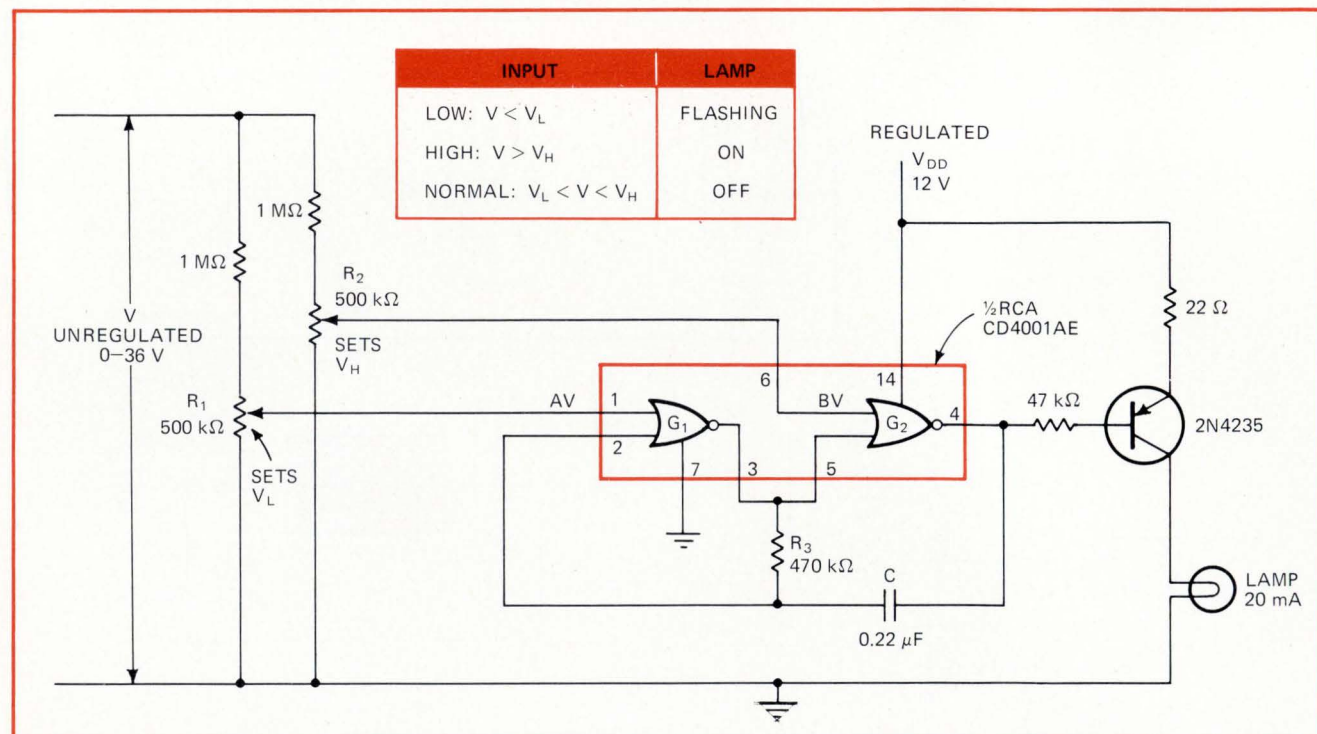 INPUT LAMP
LOW: V < V_L FLASHING
HIGH: V > V_H ON
NORMAL: V_L < V < V_H OFF
REGULATED
V_DD
12 V
1 MΩ
1 MΩ
R_2
500 kΩ
½RCA
CD4001AE
22 Ω
V
UNREGULATED
0–36 V
SETS
V_H
6
14
R_1
500 kΩ
AV
1
BV
4
47 kΩ
G_1
G_2
2N4235
2
SETS
V_L
7
3
5
R_3
470 kΩ
C
0.22 μF
LAMP
20 mA